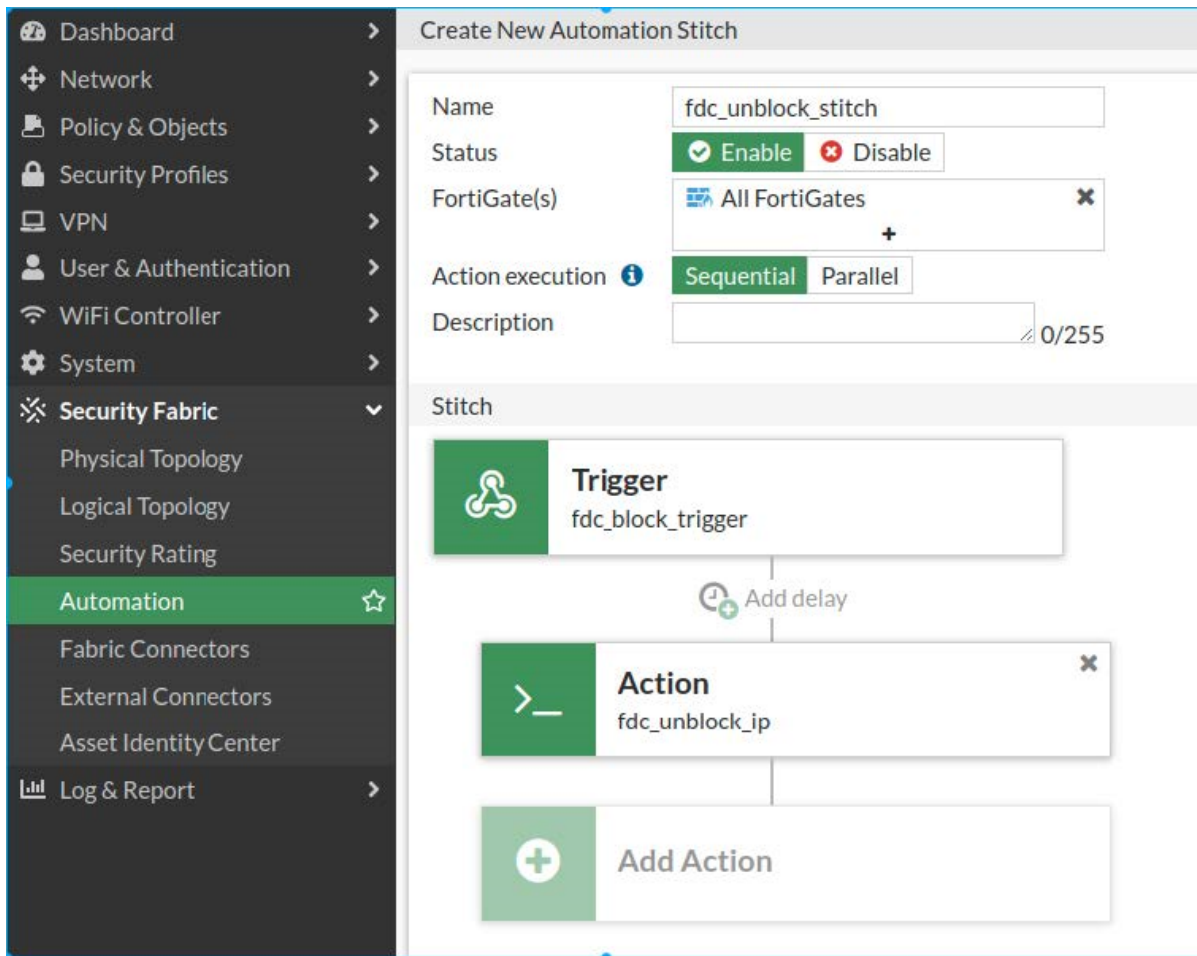 Dashboard
Network
Policy & Objects
Security Profiles
VPN
User & Authentication
WiFi Controller
System
Security Fabric
Physical Topology
Logical Topology
Security Rating
Automation
Fabric Connectors
External Connectors
Asset Identity Center
Log & Report
Create New Automation Stitch
Name fdc_unblock_stitch
Status Enable Disable
FortiGate(s) All FortiGates
Action execution Sequential Parallel
Description 0/255
Stitch
Trigger
fdc_block_trigger
Add delay
Action
fdc_unblock_ip
Add Action